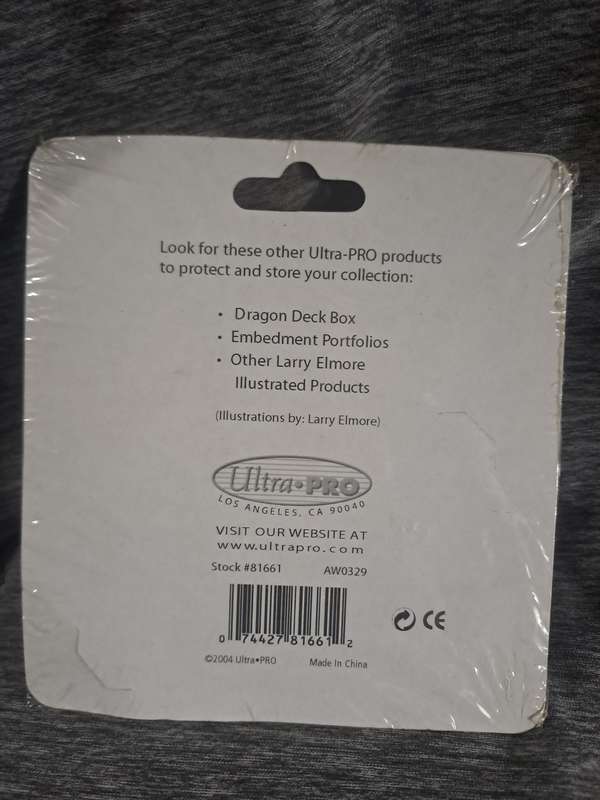 Look for these other Ultra-PRO products
to protect and store your collection:
• Dragon Deck Box
• Embedment Portfolios
• Other Larry Elmore
Illustrated Products
(Illustrations by: Larry Elmore)
Ultra•PRO
LOS ANGELES, CA 90040
VISIT OUR WEBSITE AT
www.ultrapro.com
Stock #81661 AW0329
0 74427 81661 2
CE
©2004 Ultra•PRO Made In China